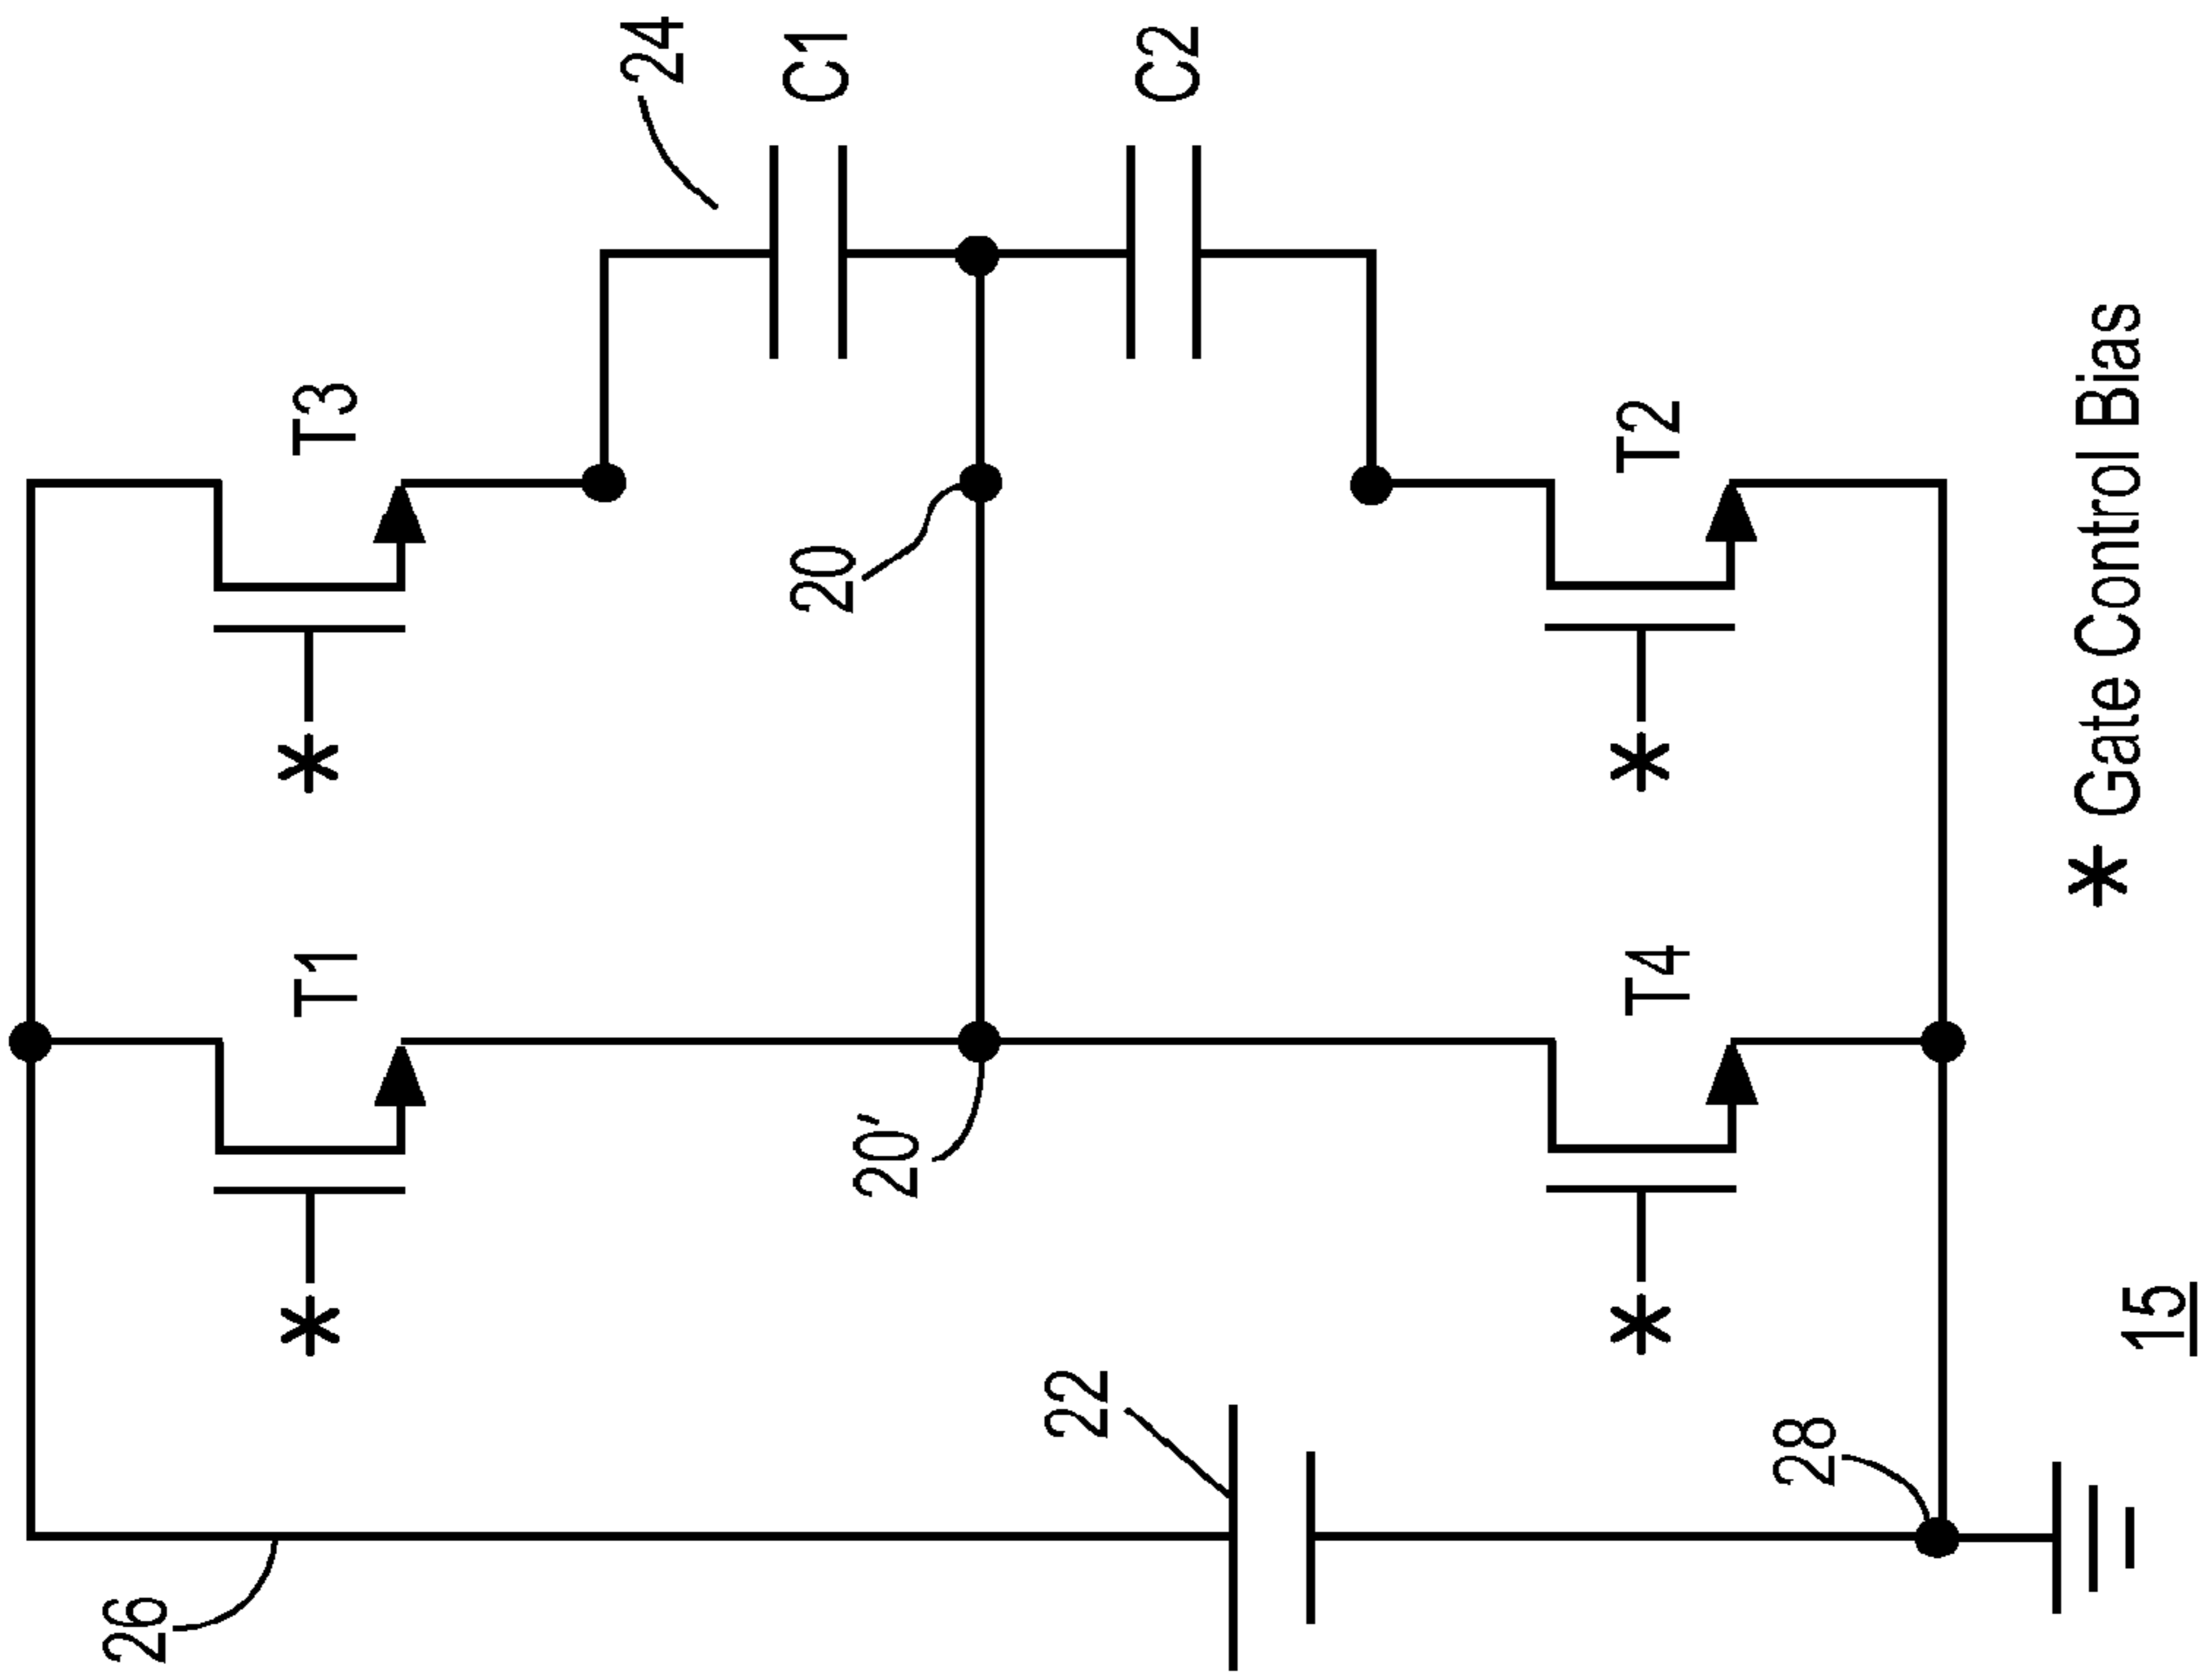 24
C1
C2
T3
20
T2
T1
20′
T4
22
28
26
* Gate Control Bias
15